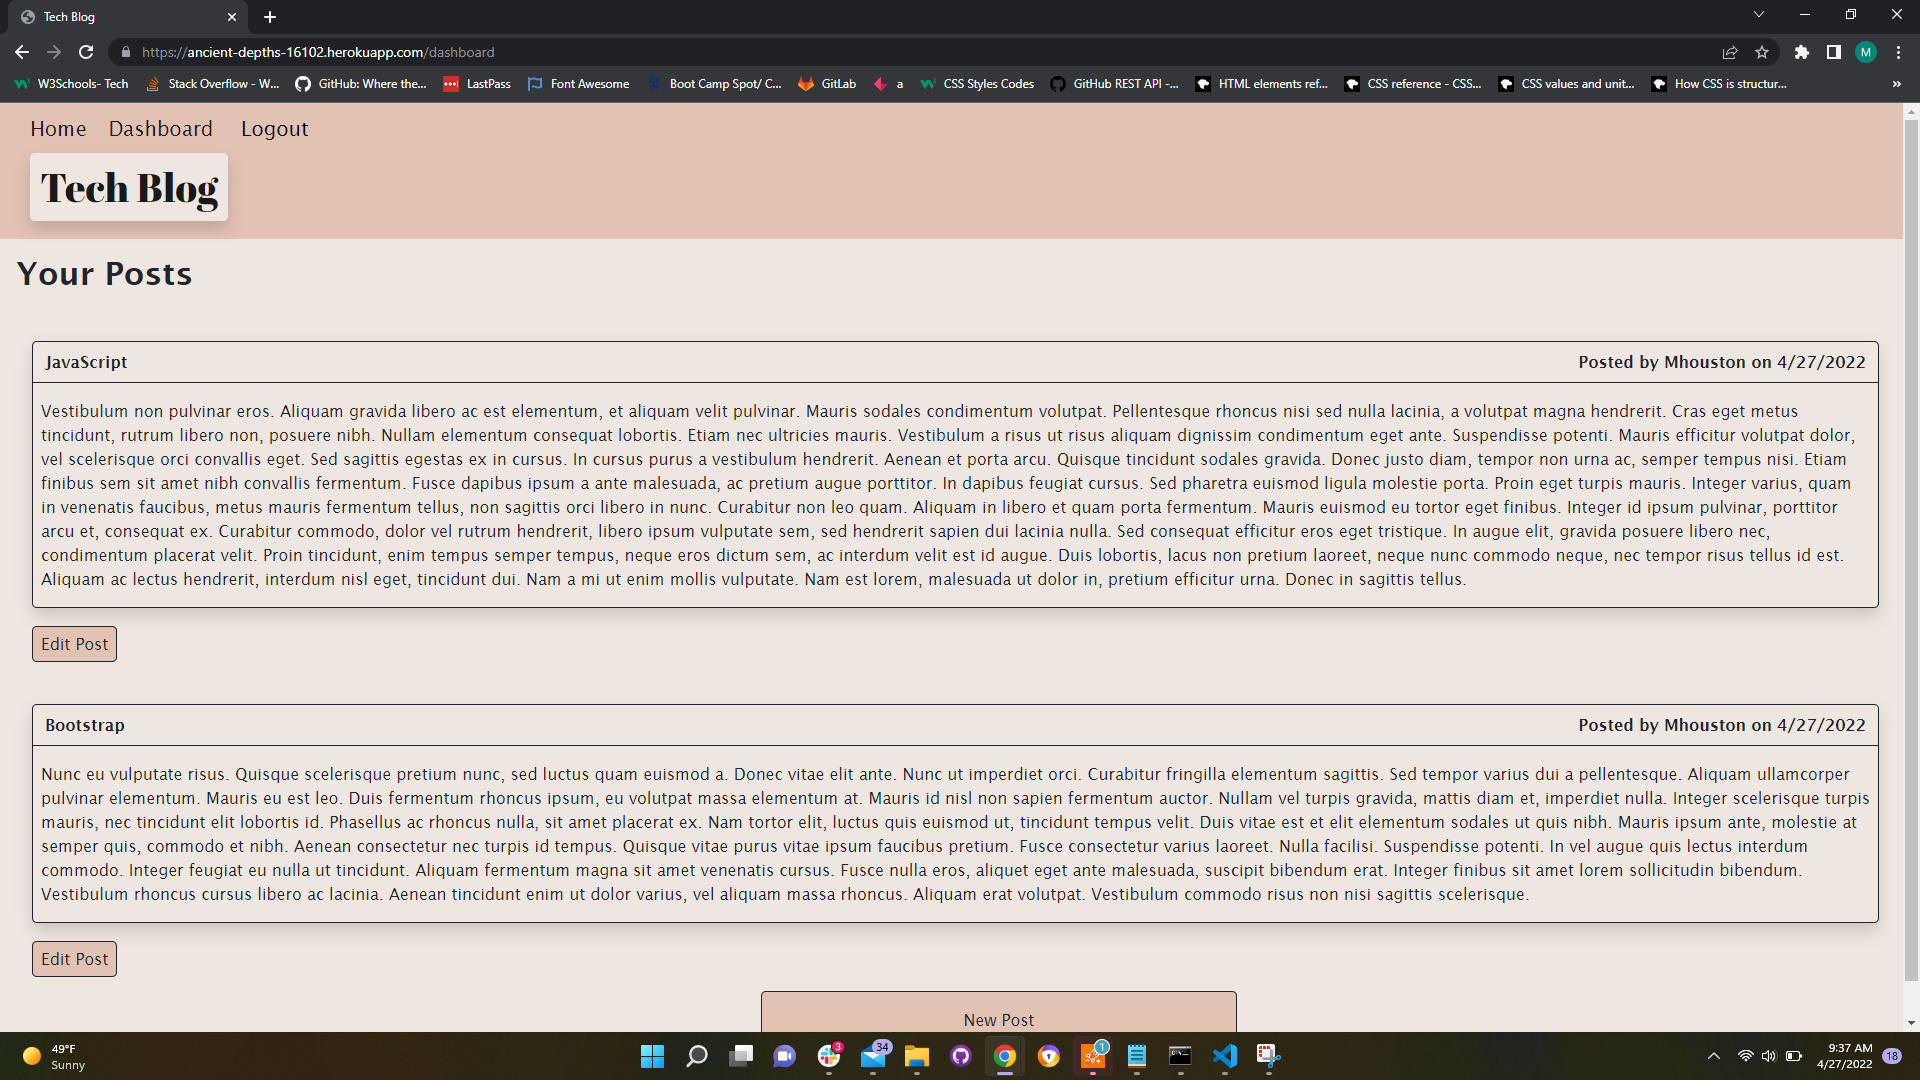 Tech Blog
https://ancient-depths-16102.herokuapp.com/dashboard
M
W3Schools- Tech
Stack Overflow - W...
GitHub: Where the...
LastPass
Font Awesome
Boot Camp Spot/ C...
GitLab
a
CSS Styles Codes
GitHub REST API -...
HTML elements ref...
CSS reference - CSS...
CSS values and unit...
How CSS is structur...
»
Home Dashboard Logout
Tech Blog
Your Posts
JavaScript Posted by Mhouston on 4/27/2022
Vestibulum non pulvinar eros. Aliquam gravida libero ac est elementum, et aliquam velit pulvinar. Mauris sodales condimentum volutpat. Pellentesque rhoncus nisi sed nulla lacinia, a volutpat magna hendrerit. Cras eget metus
tincidunt, rutrum libero non, posuere nibh. Nullam elementum consequat lobortis. Etiam nec ultricies mauris. Vestibulum a risus ut risus aliquam dignissim condimentum eget ante. Suspendisse potenti. Mauris efficitur volutpat dolor,
vel scelerisque orci convallis eget. Sed sagittis egestas ex in cursus. In cursus purus a vestibulum hendrerit. Aenean et porta arcu. Quisque tincidunt sodales gravida. Donec justo diam, tempor non urna ac, semper tempus nisi. Etiam
finibus sem sit amet nibh convallis fermentum. Fusce dapibus ipsum a ante malesuada, ac pretium augue porttitor. In dapibus feugiat cursus. Sed pharetra euismod ligula molestie porta. Proin eget turpis mauris. Integer varius, quam
in venenatis faucibus, metus mauris fermentum tellus, non sagittis orci libero in nunc. Curabitur non leo quam. Aliquam in libero et quam porta fermentum. Mauris euismod eu tortor eget finibus. Integer id ipsum pulvinar, porttitor
arcu et, consequat ex. Curabitur commodo, dolor vel rutrum hendrerit, libero ipsum vulputate sem, sed hendrerit sapien dui lacinia nulla. Sed consequat efficitur eros eget tristique. In augue elit, gravida posuere libero nec,
condimentum placerat velit. Proin tincidunt, enim tempus semper tempus, neque eros dictum sem, ac interdum velit est id augue. Duis lobortis, lacus non pretium laoreet, neque nunc commodo neque, nec tempor risus tellus id est.
Aliquam ac lectus hendrerit, interdum nisl eget, tincidunt dui. Nam a mi ut enim mollis vulputate. Nam est lorem, malesuada ut dolor in, pretium efficitur urna. Donec in sagittis tellus.
Edit Post
Bootstrap Posted by Mhouston on 4/27/2022
Nunc eu vulputate risus. Quisque scelerisque pretium nunc, sed luctus quam euismod a. Donec vitae elit ante. Nunc ut imperdiet orci. Curabitur fringilla elementum sagittis. Sed tempor varius dui a pellentesque. Aliquam ullamcorper
pulvinar elementum. Mauris eu est leo. Duis fermentum rhoncus ipsum, eu volutpat massa elementum at. Mauris id nisl non sapien fermentum auctor. Nullam vel turpis gravida, mattis diam et, imperdiet nulla. Integer scelerisque turpis
mauris, nec tincidunt elit lobortis id. Phasellus ac rhoncus nulla, sit amet placerat ex. Nam tortor elit, luctus quis euismod ut, tincidunt tempus velit. Duis vitae est et elit elementum sodales ut quis nibh. Mauris ipsum ante, molestie at
semper quis, commodo et nibh. Aenean consectetur nec turpis id tempus. Quisque vitae purus vitae ipsum faucibus pretium. Fusce consectetur varius laoreet. Nulla facilisi. Suspendisse potenti. In vel augue quis lectus interdum
commodo. Integer feugiat eu nulla ut tincidunt. Aliquam fermentum magna sit amet venenatis cursus. Fusce nulla eros, aliquet eget ante malesuada, suscipit bibendum erat. Integer finibus sit amet lorem sollicitudin bibendum.
Vestibulum rhoncus cursus libero ac lacinia. Aenean tincidunt enim ut dolor varius, vel aliquam massa rhoncus. Aliquam erat volutpat. Vestibulum commodo risus non nisi sagittis scelerisque.
Edit Post
New Post
49°F
Sunny
3
34
1
9:37 AM
4/27/2022
18